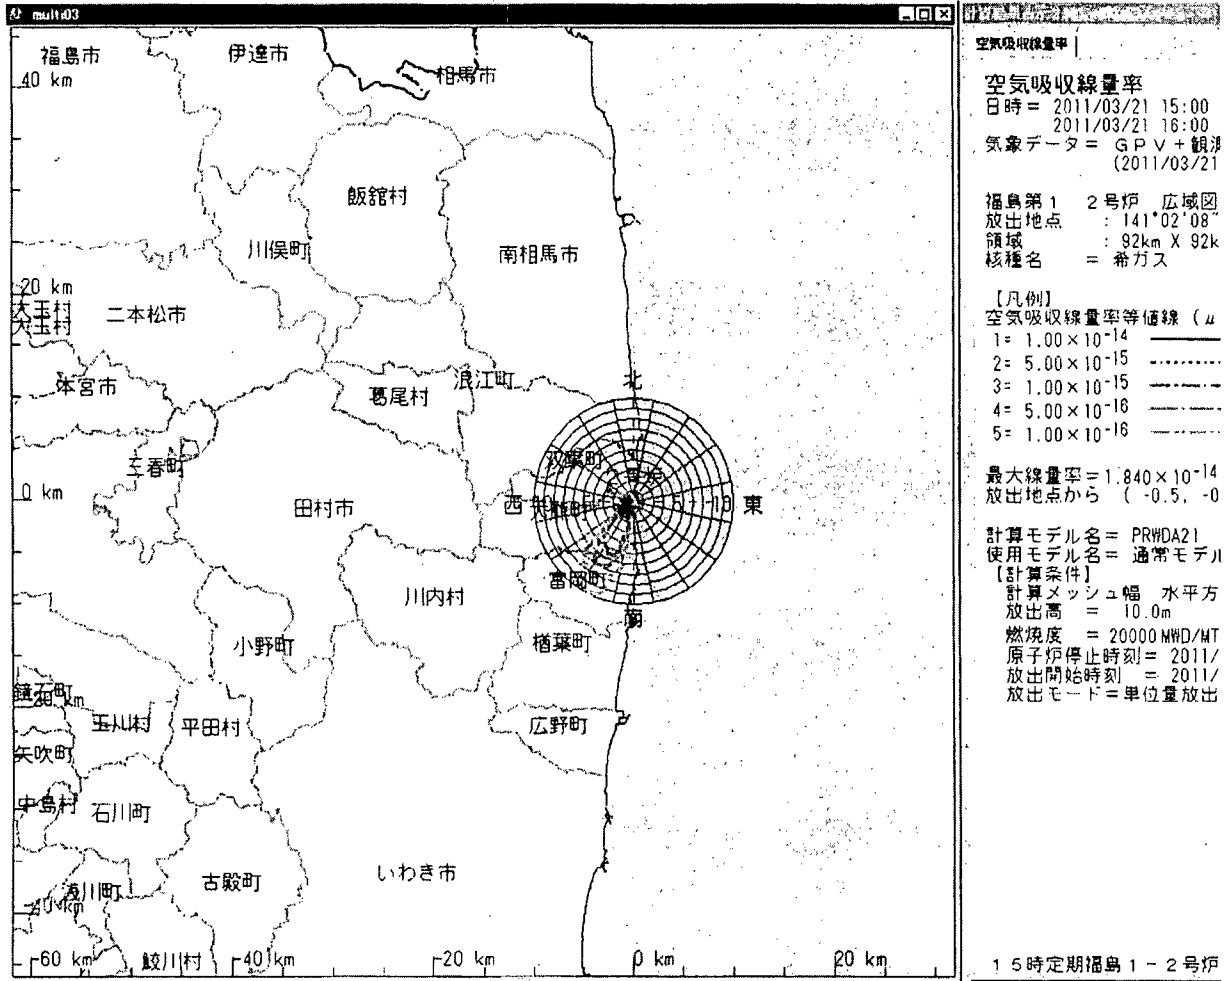 multi03
福島市
伊達市
相馬市
40 km
飯舘村
川俣町
南相馬市
20 km
大玉村
大玉村
二本松市
本宮市
葛尾村
浪江町
北
三春町
双葉町
0 km
田村市
西
大熊町
10
東
富岡町
川内村
南
小野町
楢葉町
鏡石町
玉川村
平田村
広野町
矢吹町
中島村
石川町
古殿町
いわき市
浅川町
鮫川村
-60 km
-40 km
-20 km
0 km
20 km
空気吸収線量率
空気吸収線量率
日時= 2011/03/21 15:00
2011/03/21 16:00
気象データ= GPV+観測
(2011/03/21
福島第1 2号炉 広域図
放出地点 : 141°02'08"
領域 : 92km X 92k
核種名 = 希ガス
【凡例】
空気吸収線量率等値線 (μ
1= 1.00×10⁻¹⁴
2= 5.00×10⁻¹⁵
3= 1.00×10⁻¹⁵
4= 5.00×10⁻¹⁶
5= 1.00×10⁻¹⁶
最大線量率=1.840×10⁻¹⁴
放出地点から ( -0.5, -0
計算モデル名= PRWDA21
使用モデル名= 通常モデル
【計算条件】
計算メッシュ幅 水平方
放出高 = 10.0m
燃焼度 = 20000MWD/MT
原子炉停止時刻= 2011/
放出開始時刻 = 2011/
放出モード=単位量放出
15時定期福島1-2号炉